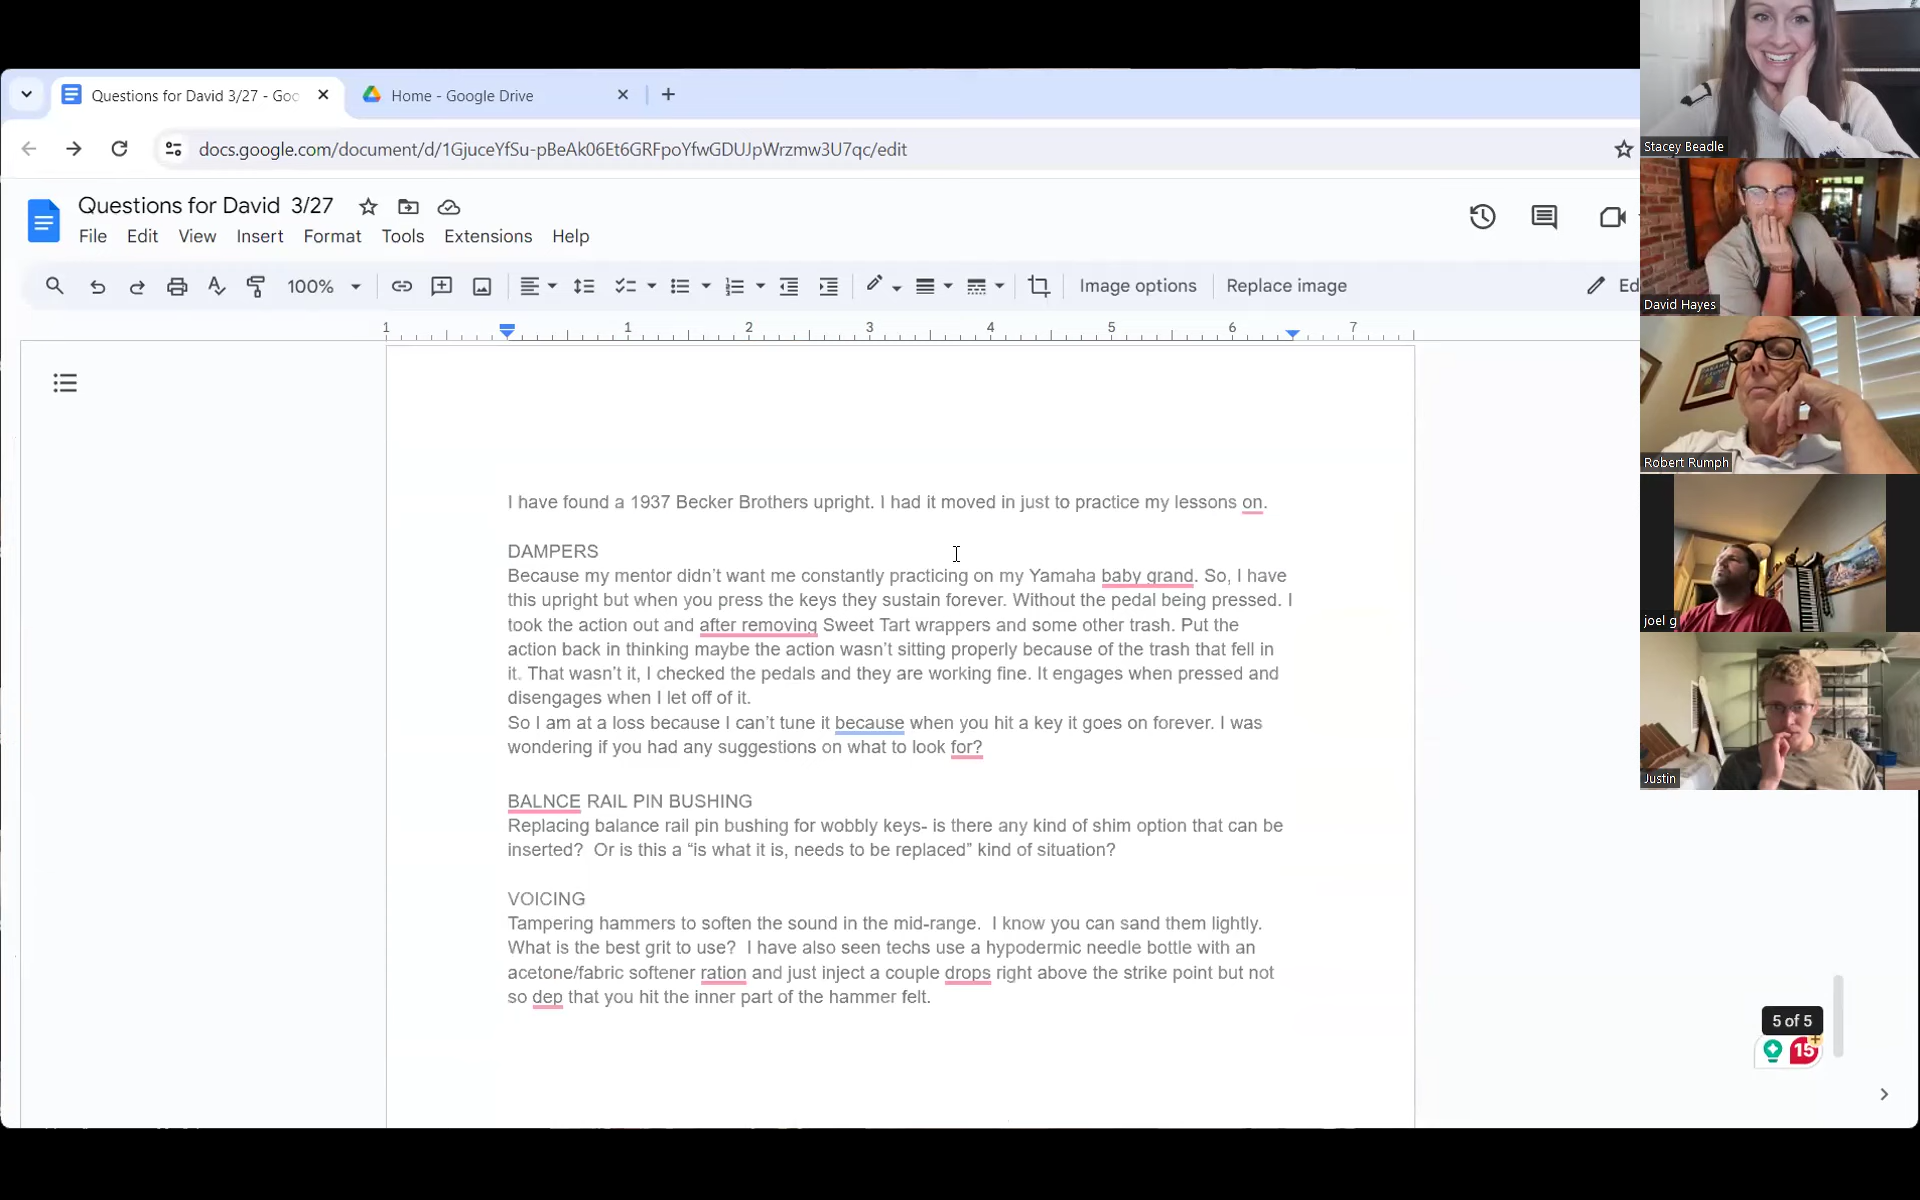 Questions for David 3/27 - Goo
Home - Google Drive
docs.google.com/document/d/1GjuceYfSu-pBeAk06Et6GRFpoYfwGDUJpWrzmw3U7qc/edit
Questions for David 3/27
File Edit View Insert Format Tools Extensions Help
100% Image options Replace image Ed
1 1 2 3 4 5 6 7
I have found a 1937 Becker Brothers upright. I had it moved in just to practice my lessons on.
DAMPERS
Because my mentor didn’t want me constantly practicing on my Yamaha baby grand. So, I have
this upright but when you press the keys they sustain forever. Without the pedal being pressed. I
took the action out and after removing Sweet Tart wrappers and some other trash. Put the
action back in thinking maybe the action wasn’t sitting properly because of the trash that fell in
it. That wasn’t it, I checked the pedals and they are working fine. It engages when pressed and
disengages when I let off of it.
So I am at a loss because I can’t tune it because when you hit a key it goes on forever. I was
wondering if you had any suggestions on what to look for?
BALNCE RAIL PIN BUSHING
Replacing balance rail pin bushing for wobbly keys- is there any kind of shim option that can be
inserted?  Or is this a “is what it is, needs to be replaced” kind of situation?
VOICING
Tampering hammers to soften the sound in the mid-range.  I know you can sand them lightly.
What is the best grit to use?  I have also seen techs use a hypodermic needle bottle with an
acetone/fabric softener ration and just inject a couple drops right above the strike point but not
so dep that you hit the inner part of the hammer felt.
5 of 5
15
Stacey Beadle
David Hayes
Robert Rumph
joel g
Justin